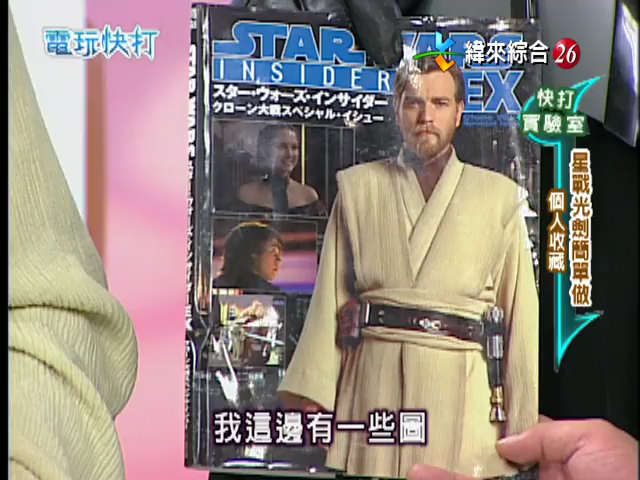 電玩快打
緯來綜合 26
STAR WARS
INSIDER
EX
スター・ウォーズ・インサイダー
クローン大戦スペシャル・イシュー
快打
實驗室
星戰光劍簡單做
個人收藏
我這邊有一些圖